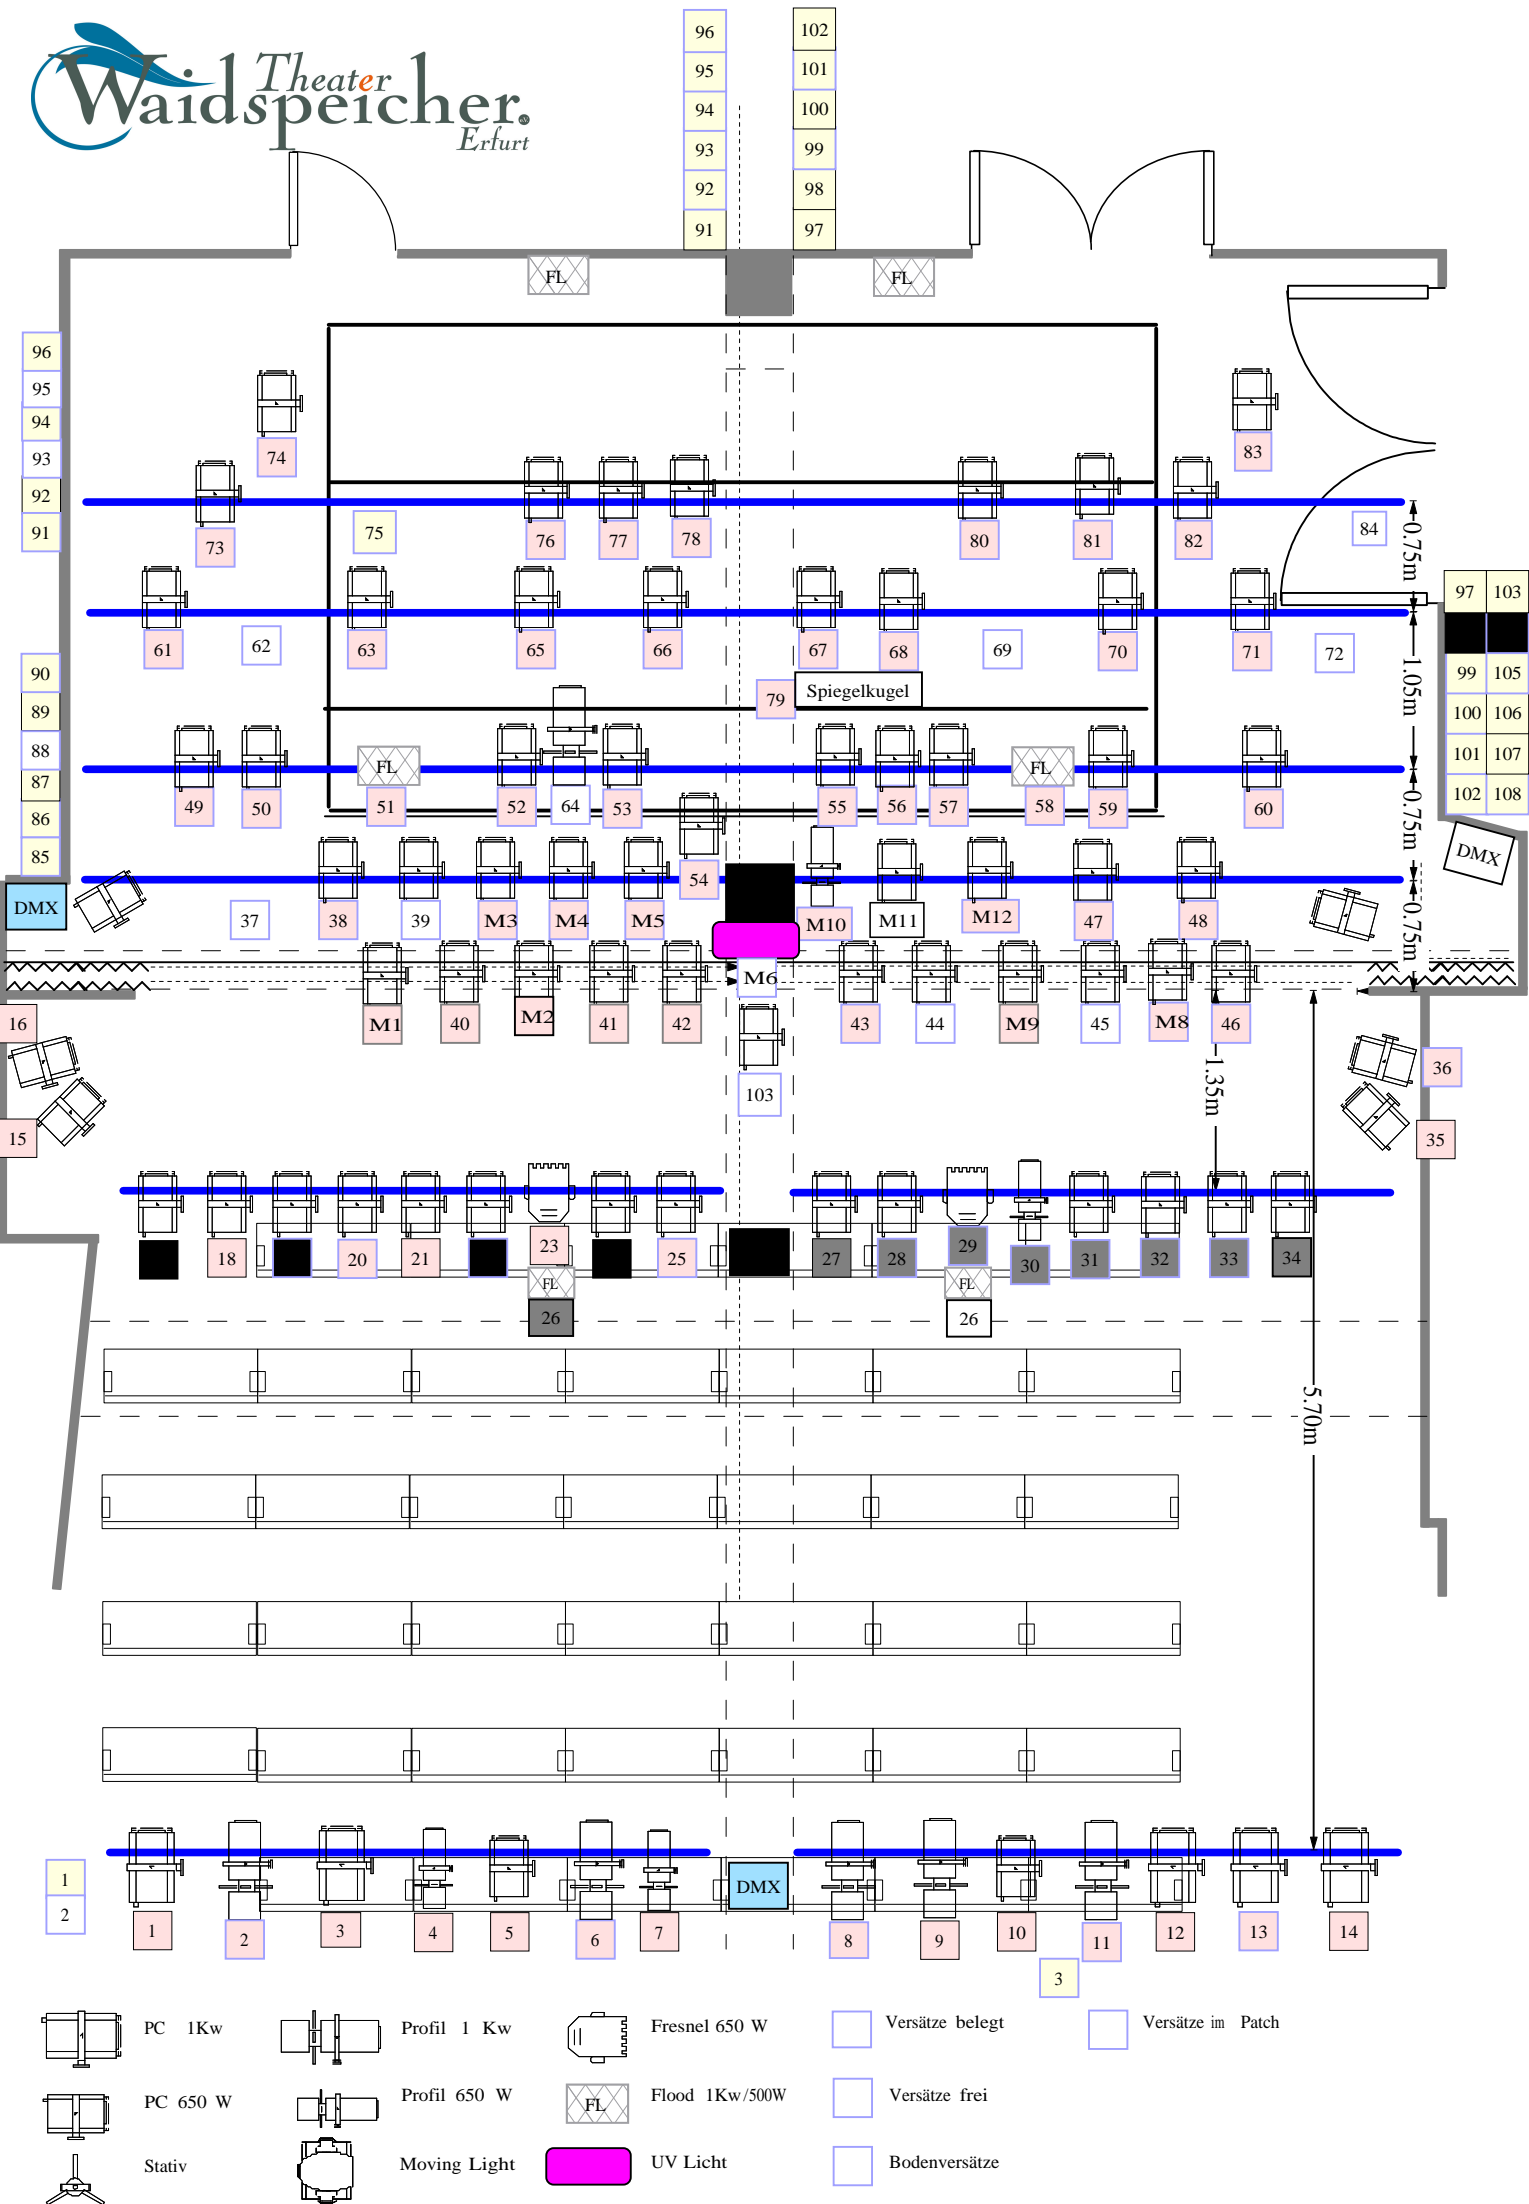 Theater
Waidspeicher e.V.
Erfurt
96
95
94
93
92
91
102
101
100
99
98
97
FL
FL
96
95
94
93
92
91
74
83
73
75
76
77
78
80
81
82
84
0.75m
61
62
63
65
66
67
68
69
70
71
72
97 103
99 105
100 106
101 107
102 108
1.05m
90
89
88
87
86
85
79
Spiegelkugel
49
50
FL
51
52
64
53
55
56
57
FL
58
59
60
0.75m
DMX
DMX
37
38
39
M3
M4
M5
54
M10
M11
M12
47
48
0.75m
M6
M1
40
M2
41
42
43
44
M9
45
M8
46
103
16
15
36
35
1.35m
18
20
21
23
25
27
28
29
30
31
32
33
34
FL
26
FL
26
5.70m
1
2
DMX
1
2
3
4
5
6
7
8
9
10
11
12
13
14
3
PC 1Kw
Profil 1 Kw
Fresnel 650 W
Versätze belegt
Versätze im Patch
PC 650 W
Profil 650 W
FL
Flood 1Kw/500W
Versätze frei
Stativ
Moving Light
UV Licht
Bodenversätze